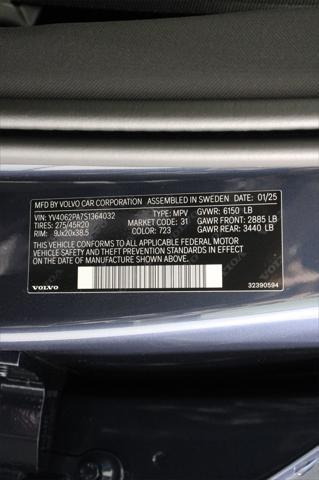 MFD BY VOLVO CAR CORPORATION ASSEMBLED IN SWEDEN DATE: 01/25
VIN: YV4062PA7S1364032 TYPE: MPV GVWR: 6150 LB
TIRES: 275/45R20 MARKET CODE: 31 GAWR FRONT: 2885 LB
RIM: 9Jx20x38.5 COLOR: 723 GAWR REAR: 3440 LB
THIS VEHICLE CONFORMS TO ALL APPLICABLE FEDERAL MOTOR
VEHICLE SAFETY AND THEFT PREVENTION STANDARDS IN EFFECT
ON THE DATE OF MANUFACTURE SHOWN ABOVE.
VOLVO 32390594